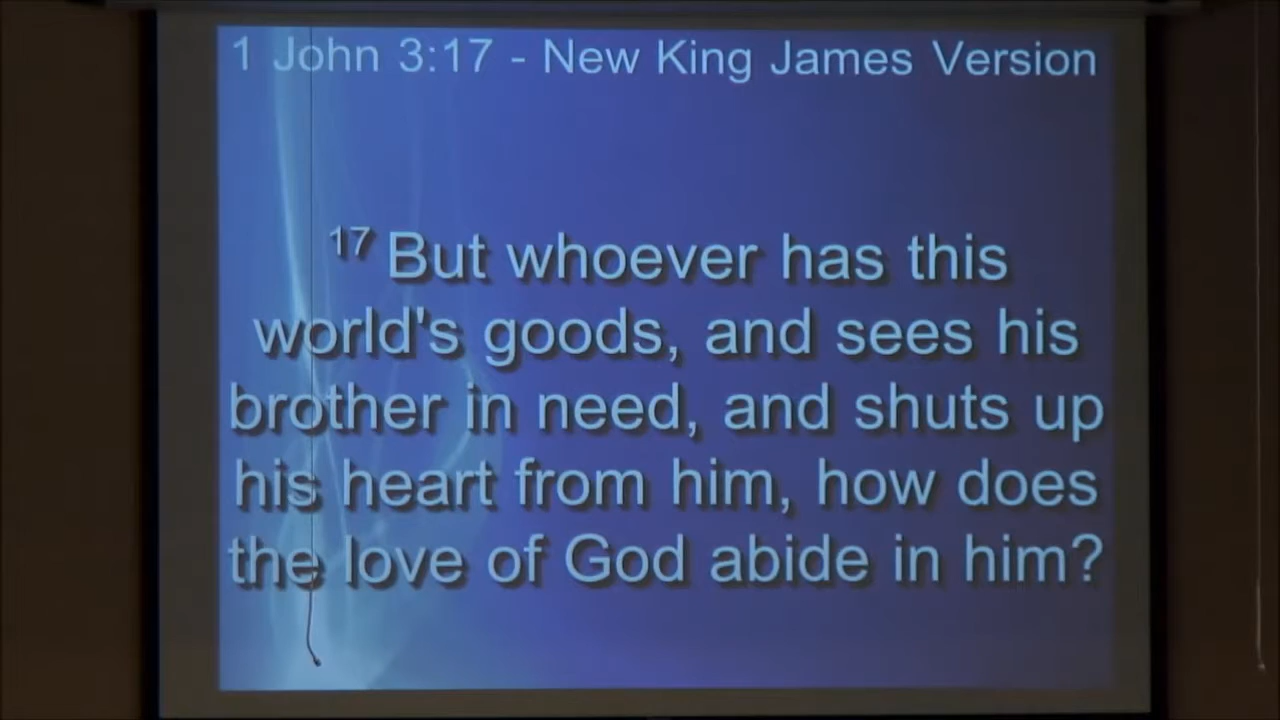 1 John 3:17 - New King James Version
17 But whoever has this
world's goods, and sees his
brother in need, and shuts up
his heart from him, how does
the love of God abide in him?